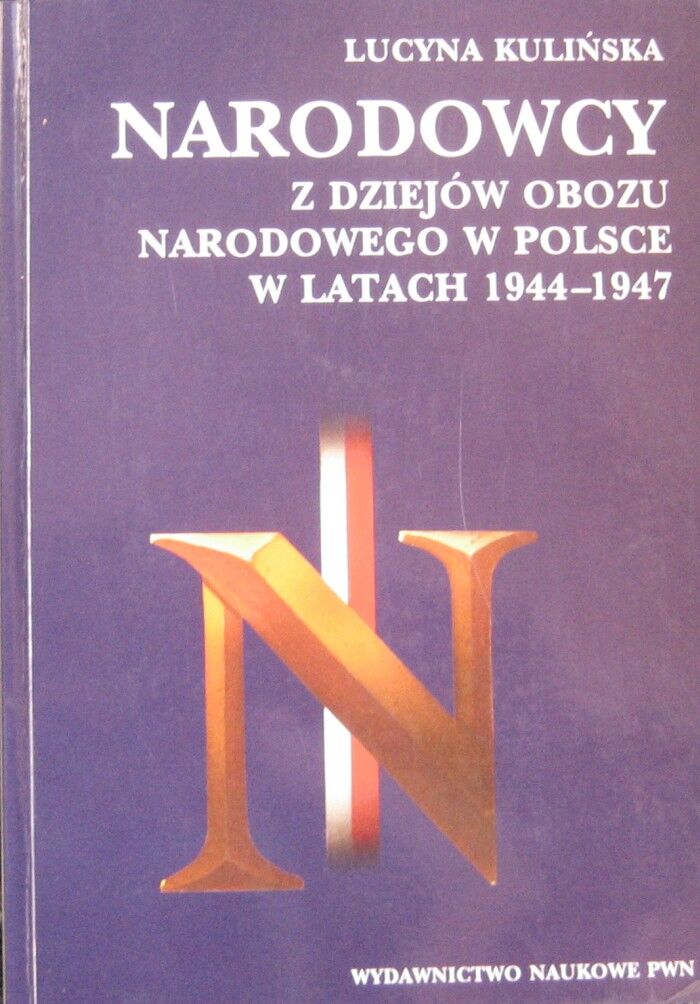 LUCYNA KULIŃSKA
NARODOWCY
Z DZIEJÓW OBOZU
NARODOWEGO W POLSCE
W LATACH 1944–1947
N
WYDAWNICTWO NAUKOWE PWN